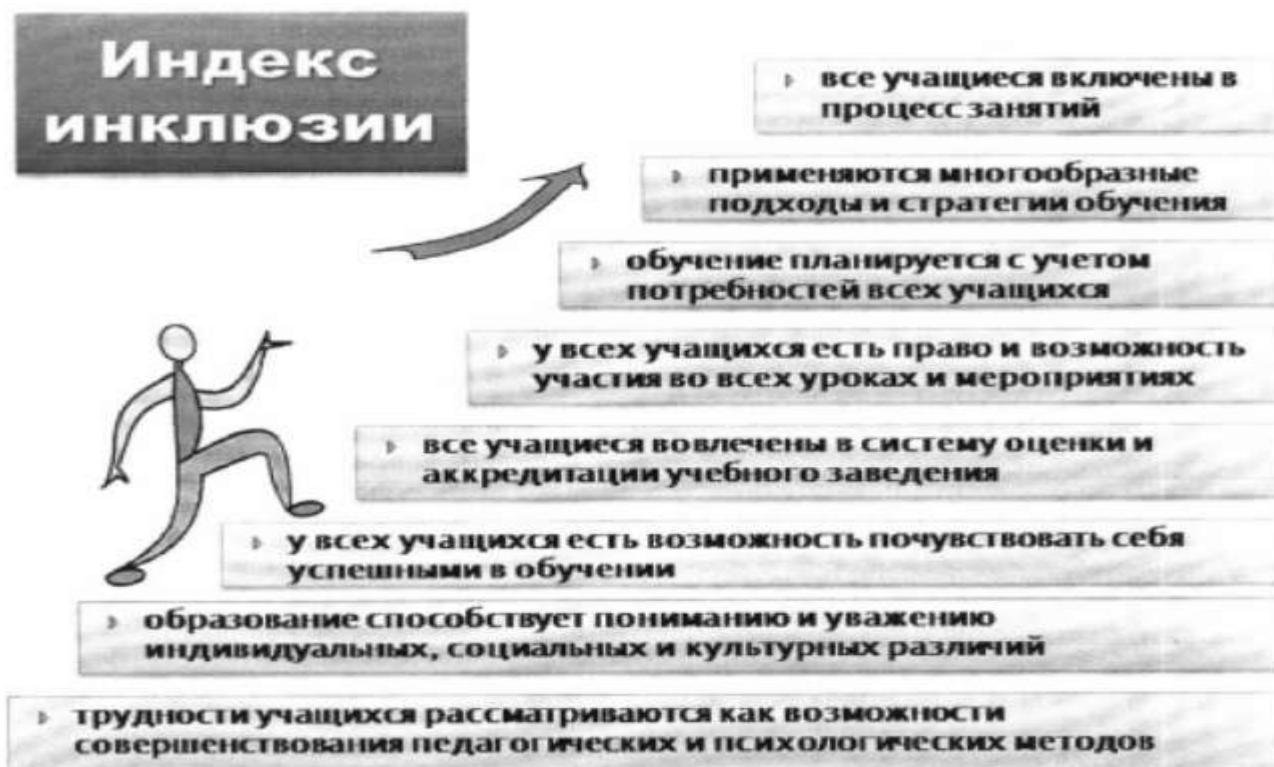 Индекс
инклюзии
все учащиеся включены в
процесс занятий
применяются многообразные
подходы и стратегии обучения
обучение планируется с учетом
потребностей всех учащихся
у всех учащихся есть право и возможность
участия во всех уроках и мероприятиях
все учащиеся вовлечены в систему оценки и
аккредитации учебного заведения
у всех учащихся есть возможность почувствовать себя
успешными в обучении
образование способствует пониманию и уважению
индивидуальных, социальных и культурных различий
трудности учащихся рассматриваются как возможности
совершенствования педагогических и психологических методов